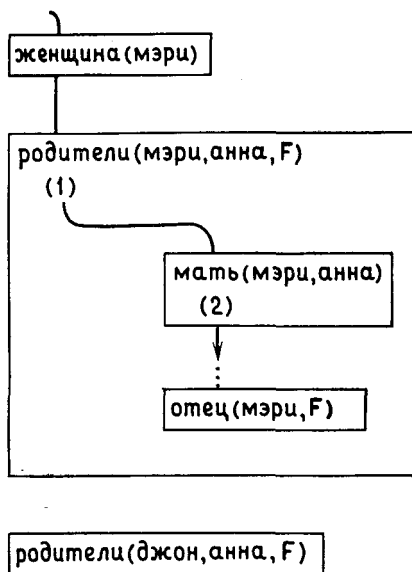 женщина(мэри)
родители(мэри,анна,F)
(1)
мать(мэри,анна)
(2)
отец(мэри,F)
родители(джон,анна,F)